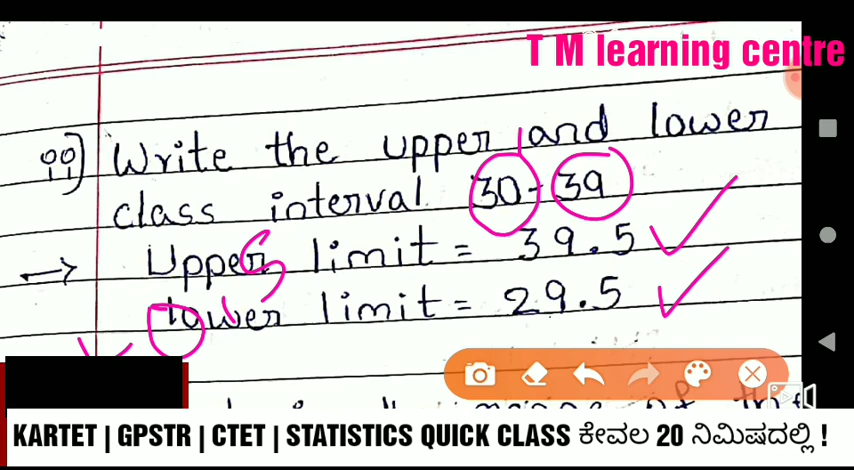 T M learning centre
ii) Write the upper and lower
class interval 30-39
→ Upper limit = 39.5
lower limit = 29.5
KARTET | GPSTR | CTET | STATISTICS QUICK CLASS ಕೇವಲ 20 ನಿಮಿಷದಲ್ಲಿ !